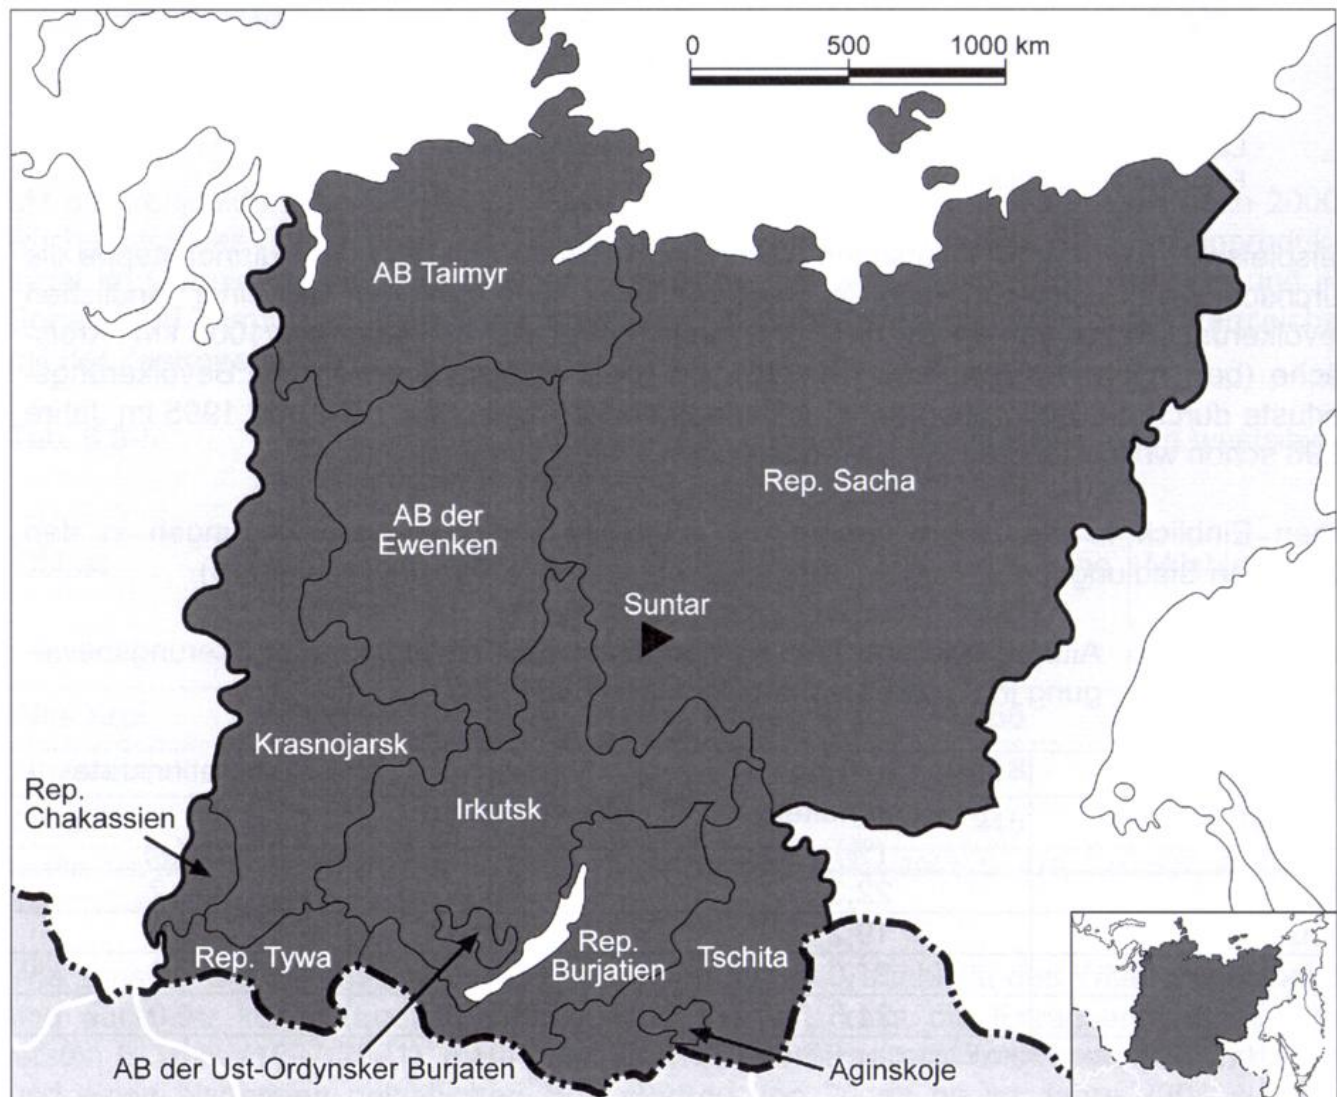 0 500 1000 km
AB Taimyr
Rep. Sacha
AB der
Ewenken
Suntar
Krasnojarsk
Rep.
Chakassien
Irkutsk
Rep. Tywa
Rep.
Burjatien
Tschita
AB der Ust-Ordynsker Burjaten
Aginskoje